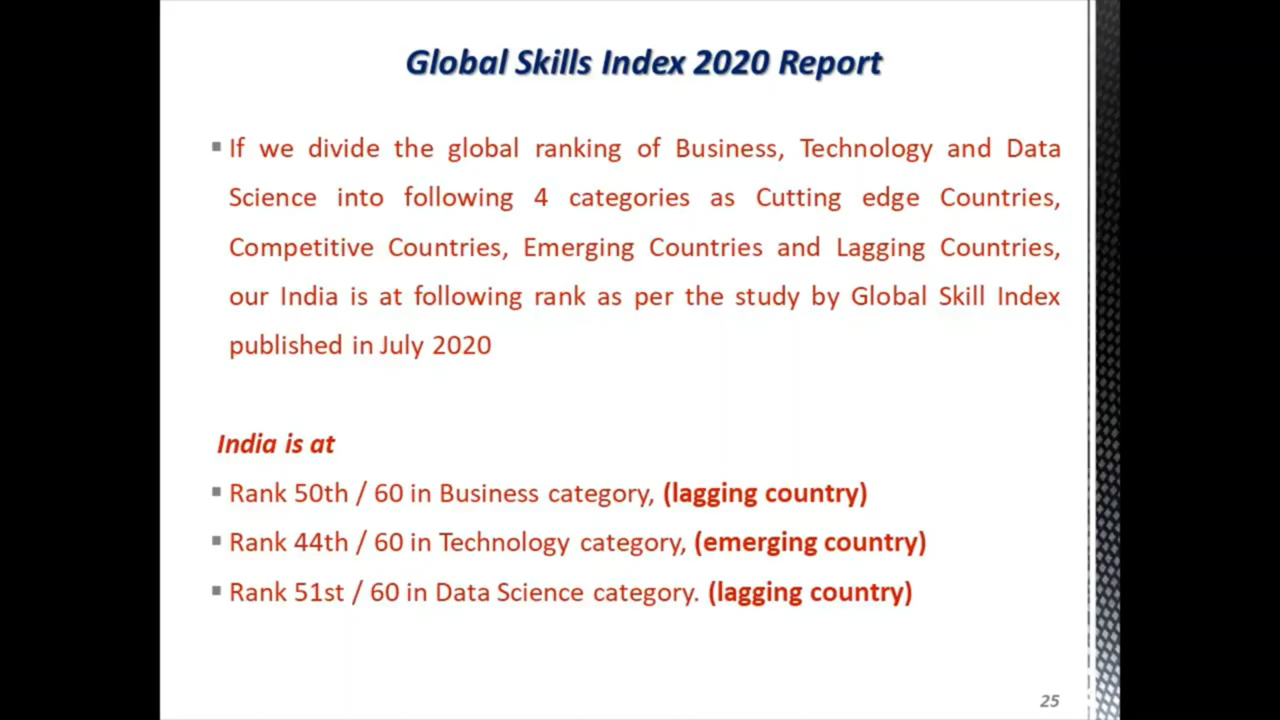 Global Skills Index 2020 Report
If we divide the global ranking of Business, Technology and Data
Science into following 4 categories as Cutting edge Countries,
Competitive Countries, Emerging Countries and Lagging Countries,
our India is at following rank as per the study by Global Skill Index
published in July 2020
India is at
Rank 50th / 60 in Business category, (lagging country)
Rank 44th / 60 in Technology category, (emerging country)
Rank 51st / 60 in Data Science category. (lagging country)
25